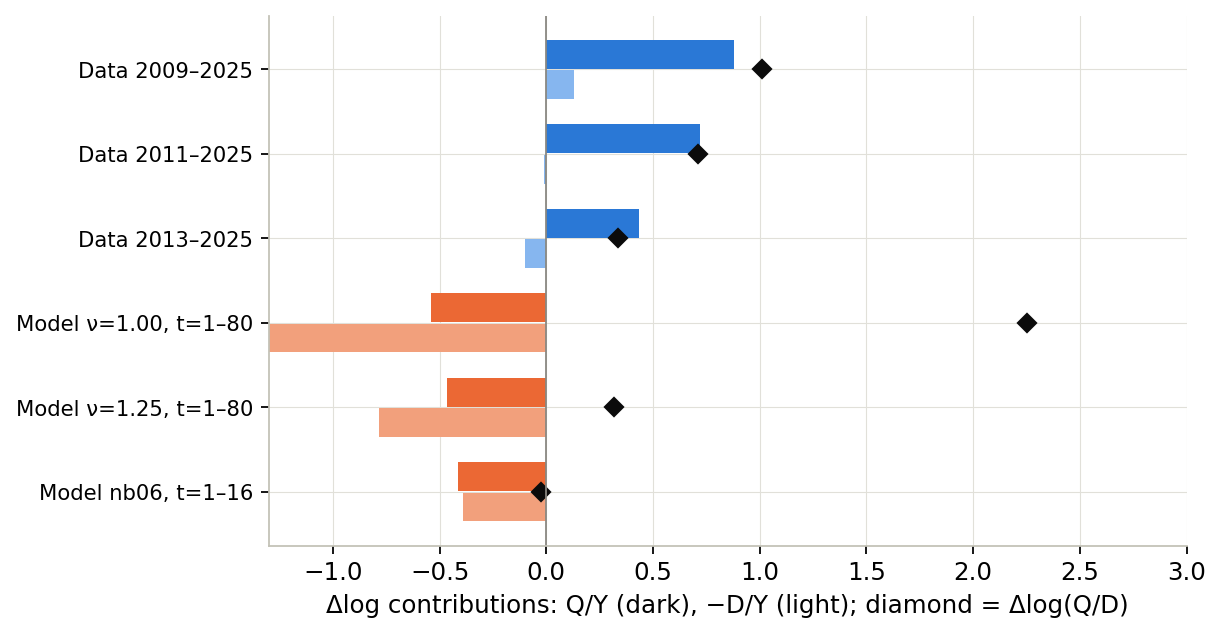 Data 2009–2025
Data 2011–2025
Data 2013–2025
Model ν=1.00, t=1–80
Model ν=1.25, t=1–80
Model nb06, t=1–16
−1.0 −0.5 0.0 0.5 1.0 1.5 2.0 2.5 3.0
Δlog contributions: Q/Y (dark), −D/Y (light); diamond = Δlog(Q/D)